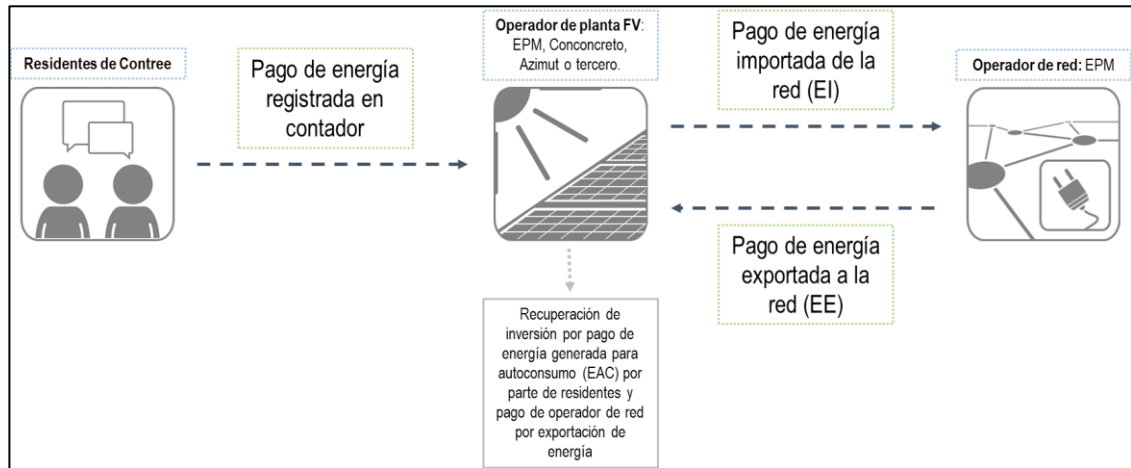 Residentes de Contree
Pago de energía
registrada en
contador
Operador de planta FV:
EPM, Conconcreto,
Azimut o tercero.
Pago de energía
importada de la
red (EI)
Operador de red: EPM
Pago de energía
exportada a la
red (EE)
Recuperación de
inversión por pago de
energía generada para
autoconsumo (EAC) por
parte de residentes y
pago de operador de red
por exportación de
energía